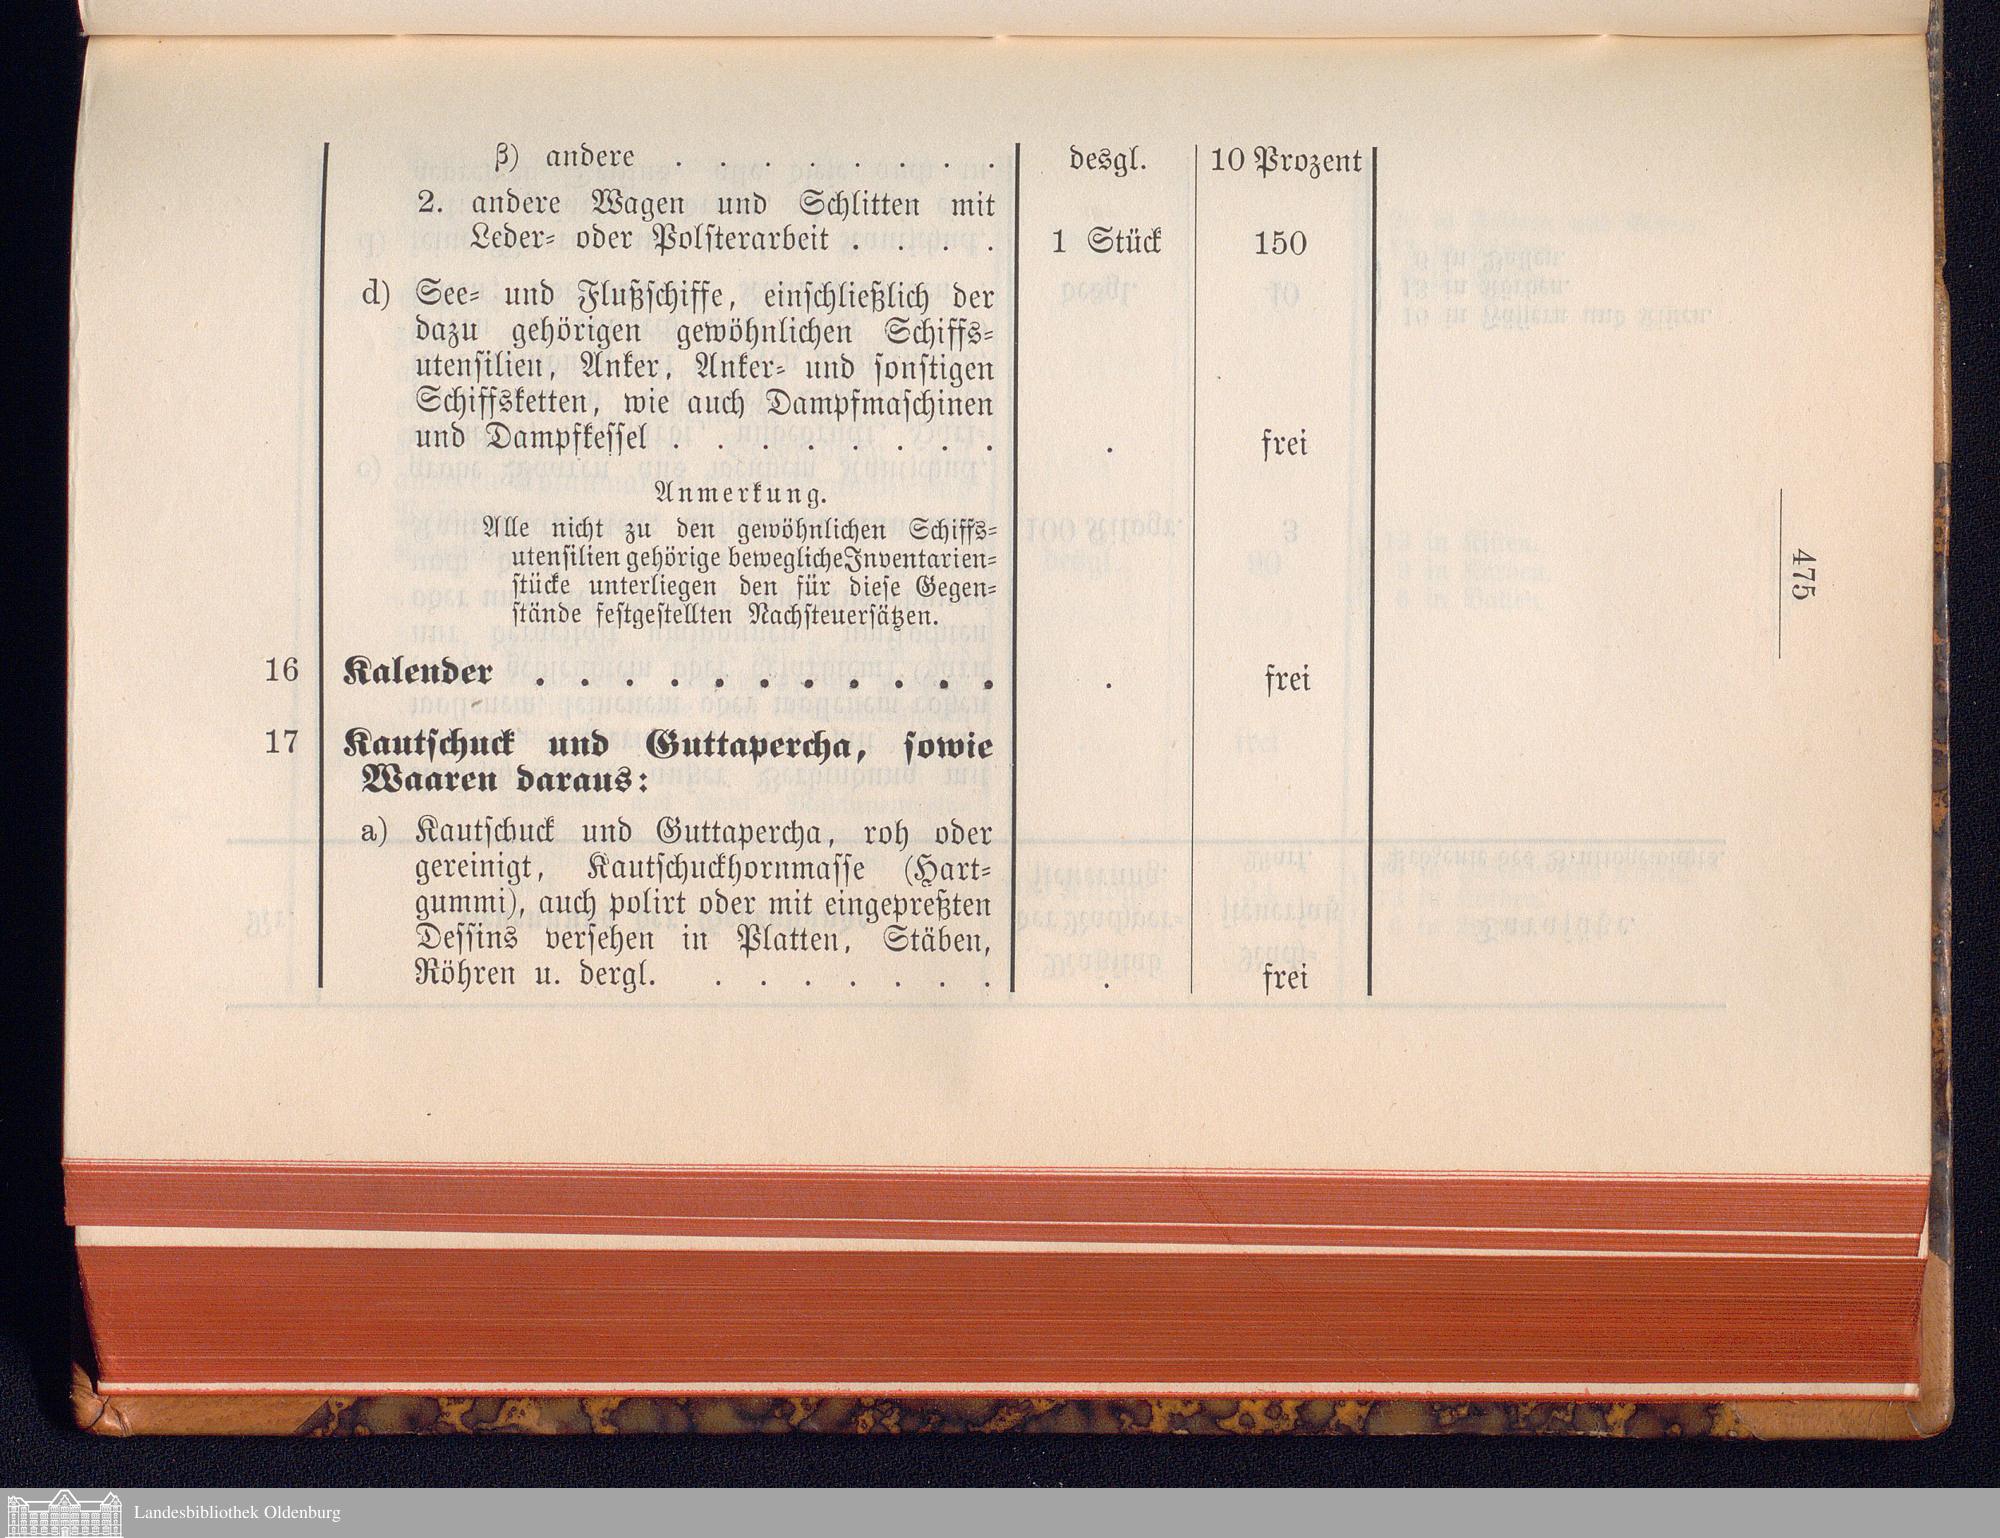 β) andere . . . . . . . . desgl. 10 Prozent
2. andere Wagen und Schlitten mit
Leder- oder Polsterarbeit . . . . 1 Stück 150
d) See- und Flußschiffe, einschließlich der
dazu gehörigen gewöhnlichen Schiffs-
utensilien, Anker, Anker- und sonstigen
Schiffsketten, wie auch Dampfmaschinen
und Dampfkessel . . . . . . . . . frei
Anmerkung.
Alle nicht zu den gewöhnlichen Schiffs-
utensilien gehörige bewegliche Inventarien-
stücke unterliegen den für diese Gegen-
stände festgestellten Nachsteuersätzen.
16 Kalender . . . . . . . . . . . . frei
17 Kautschuck und Guttapercha, sowie
Waaren daraus:
a) Kautschuck und Guttapercha, roh oder
gereinigt, Kautschuckhornmasse (Hart-
gummi), auch polirt oder mit eingepreßten
Dessins versehen in Platten, Stäben,
Röhren u. dergl. . . . . . . . . frei
475
Landesbibliothek Oldenburg